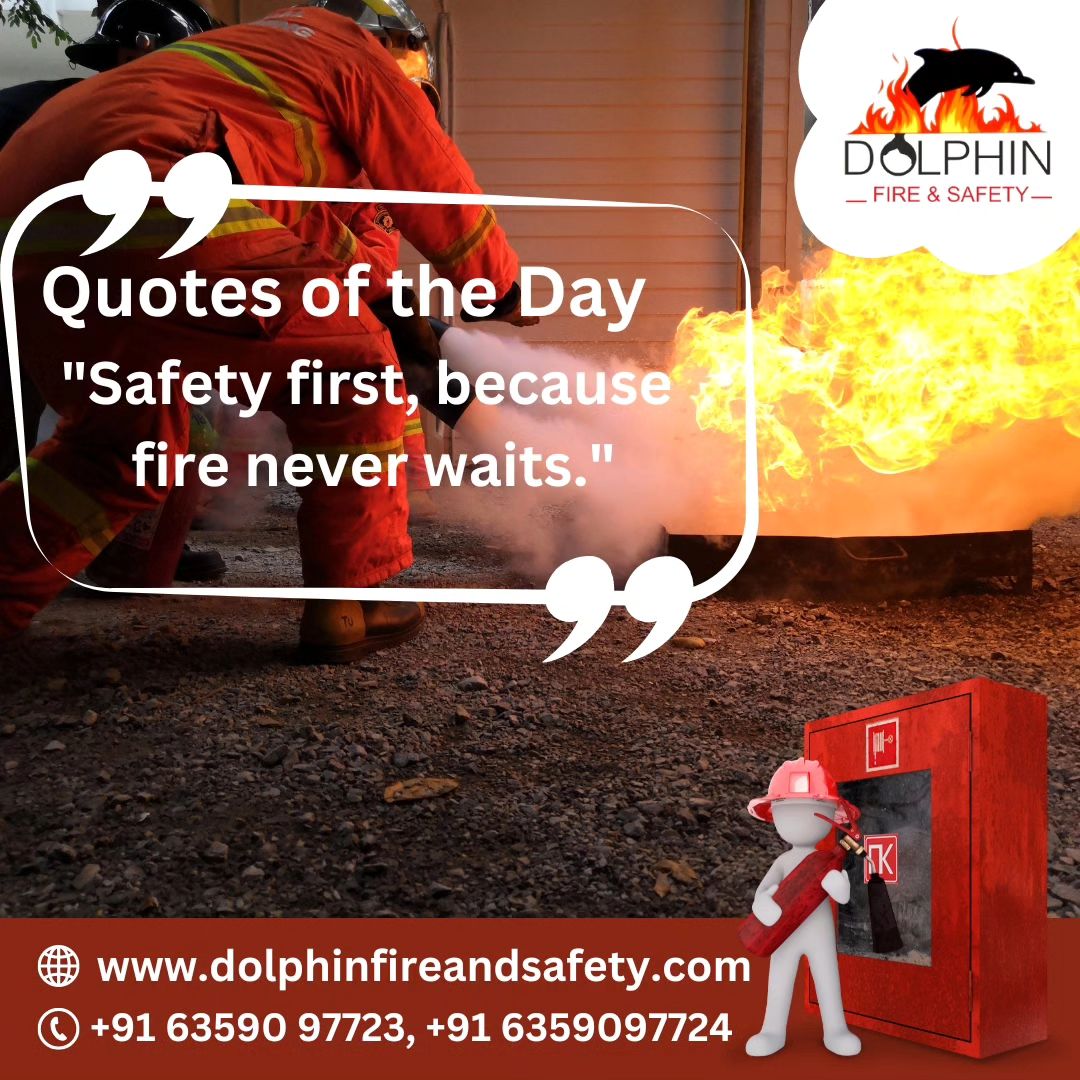 DOLPHIN
FIRE & SAFETY
Quotes of the Day
"Safety first, because
fire never waits."
ПК
www.dolphinfireandsafety.com
+91 63590 97723, +91 6359097724